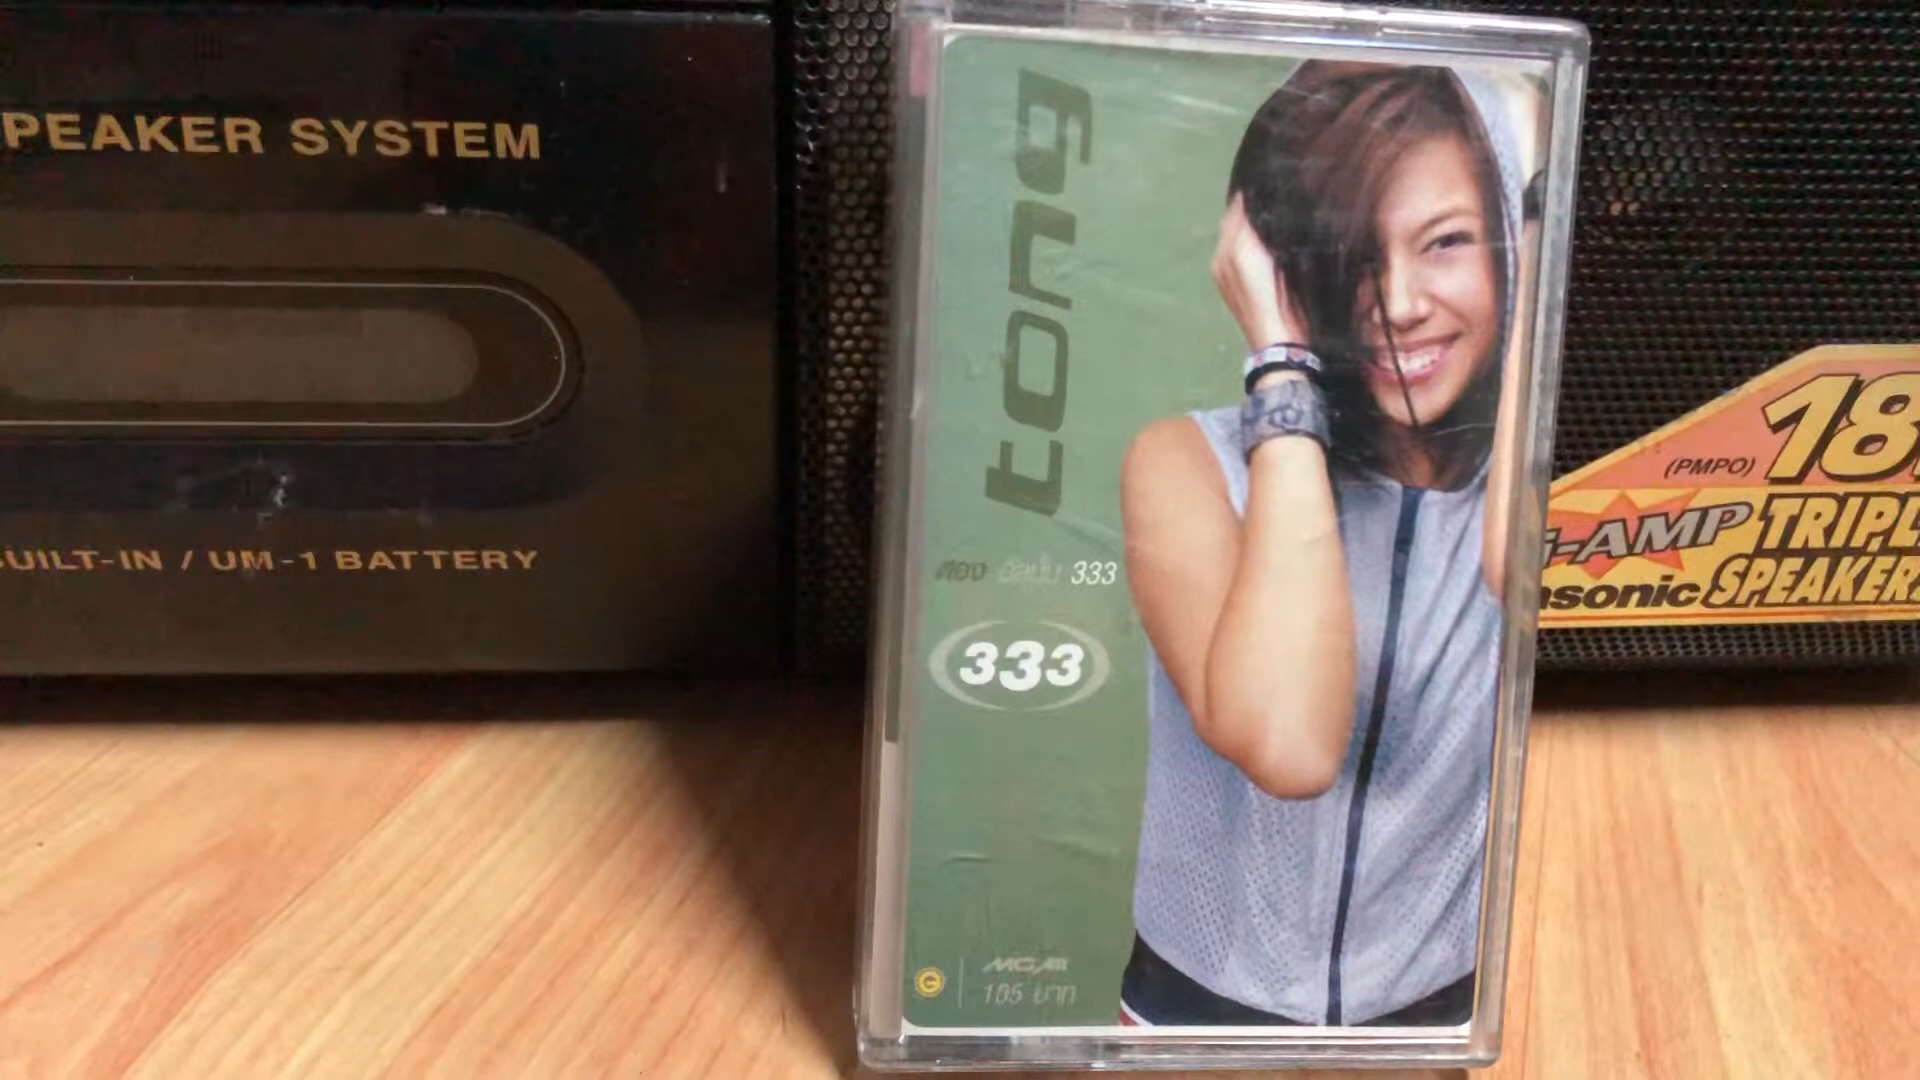 PEAKER SYSTEM
UILT-IN / UM-1 BATTERY
tong
ตอง อัลบั้ม 333
333
MGA
105 บาท
(PMPO) 18
-AMP TRIPL
SPEAKER
sonic